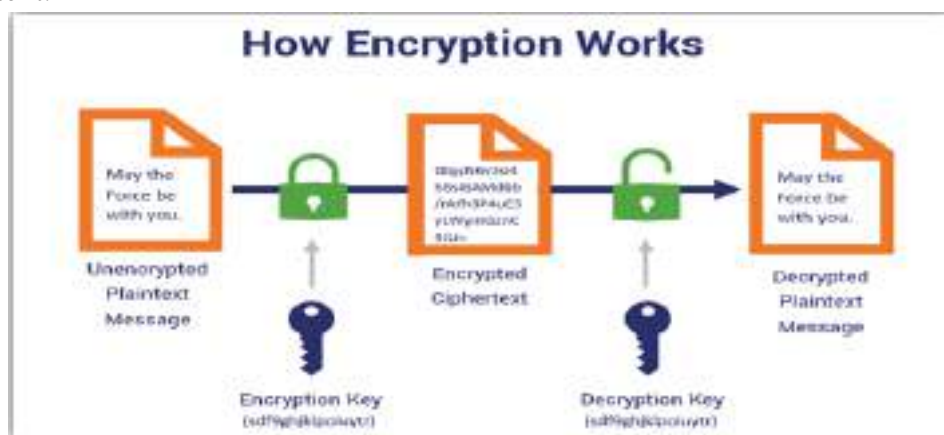 How Encryption Works
May the
Force be
with you.
Unencrypted
Plaintext
Message
Encrypted
Ciphertext
May the
Force be
with you.
Decrypted
Plaintext
Message
Encryption Key
Decryption Key